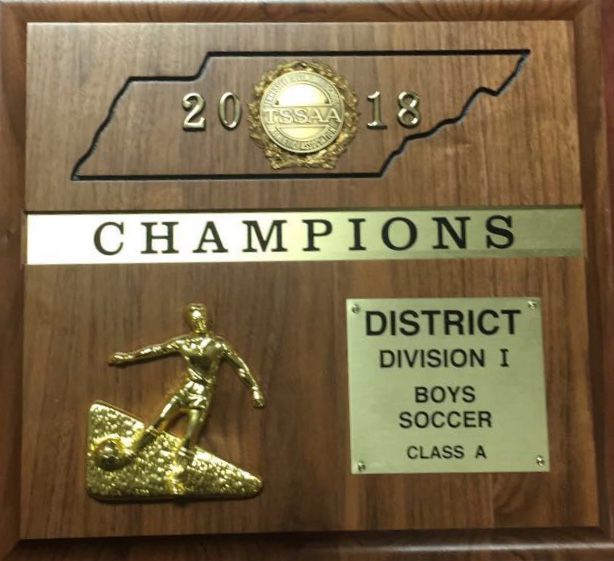 20 TSSAA 18
CHAMPIONS
DISTRICT
DIVISION I
BOYS
SOCCER
CLASS A